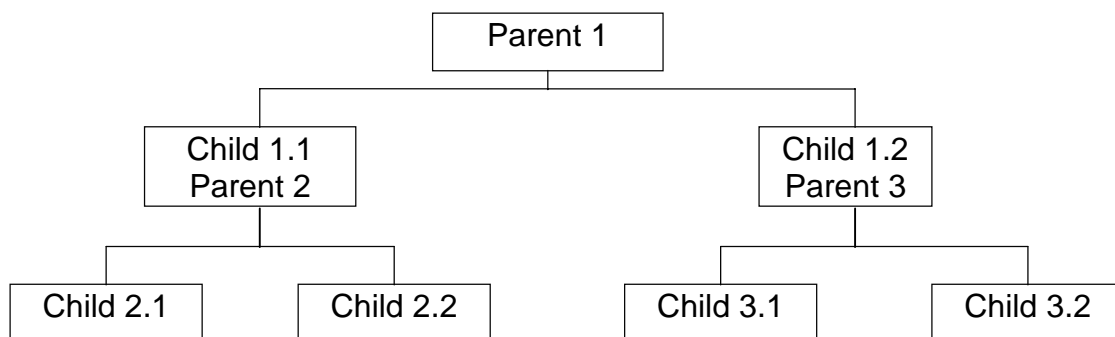 Parent 1
Child 1.1
Parent 2
Child 1.2
Parent 3
Child 2.1
Child 2.2
Child 3.1
Child 3.2